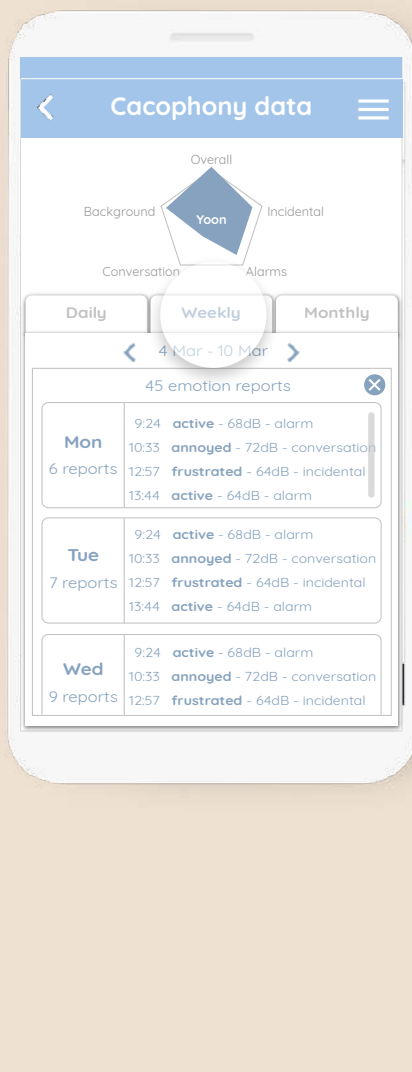 Cacophony data
Overall
Background
Yoon
Incidental
Conversation
Alarms
Daily
Weekly
Monthly
4 Mar - 10 Mar
45 emotion reports
Mon
6 reports
9:24 active - 68dB - alarm
10:33 annoyed - 72dB - conversation
12:57 frustrated - 64dB - incidental
13:44 active - 64dB - alarm
Tue
7 reports
9:24 active - 68dB - alarm
10:33 annoyed - 72dB - conversation
12:57 frustrated - 64dB - incidental
13:44 active - 64dB - alarm
Wed
9 reports
9:24 active - 68dB - alarm
10:33 annoyed - 72dB - conversation
12:57 frustrated - 64dB - incidental